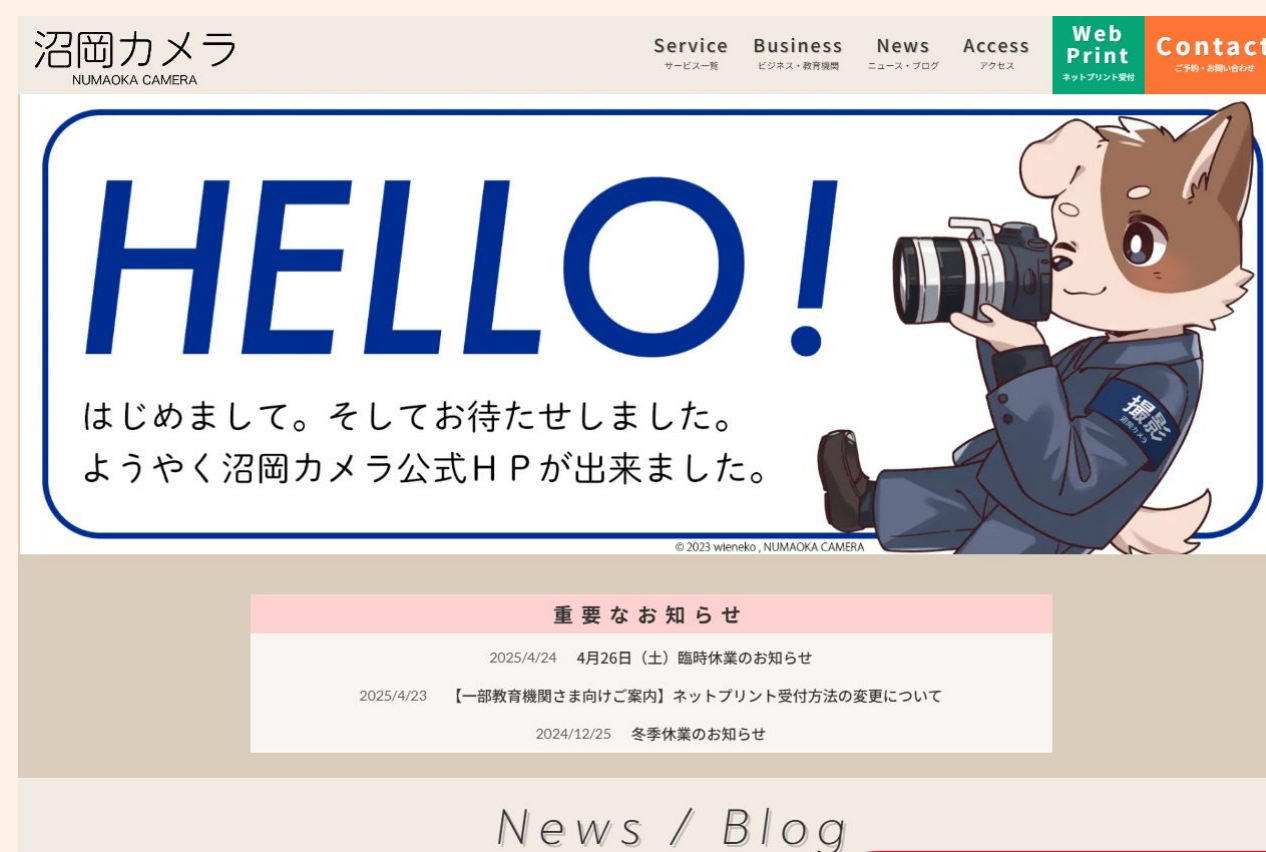 沼岡カメラ
NUMAOKA CAMERA
Service
サービス一覧
Business
ビジネス・教育機関
News
ニュース・ブログ
Access
アクセス
Web
Print
ネットプリント受付
Contact
ご予約・お問い合わせ
HELLO!
はじめまして。そしてお待たせしました。
ようやく沼岡カメラ公式HPが出来ました。
撮影
沼岡カメラ
© 2023 wieneko , NUMAOKA CAMERA
重要なお知らせ
2025/4/24 4月26日（土）臨時休業のお知らせ
2025/4/23 【一部教育機関さま向けご案内】ネットプリント受付方法の変更について
2024/12/25 冬季休業のお知らせ
News / Blog